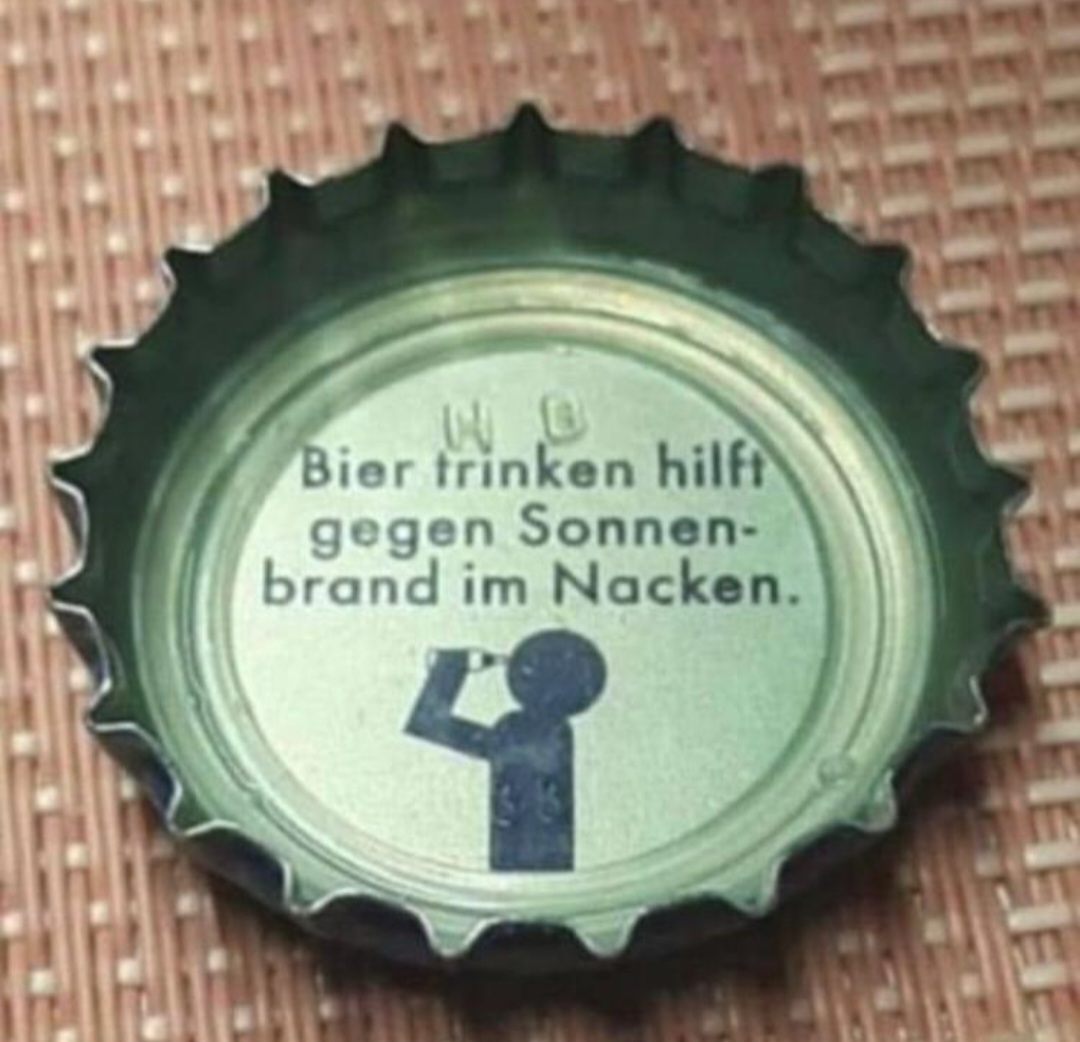 H B
Bier trinken hilft
gegen Sonnen-
brand im Nacken.